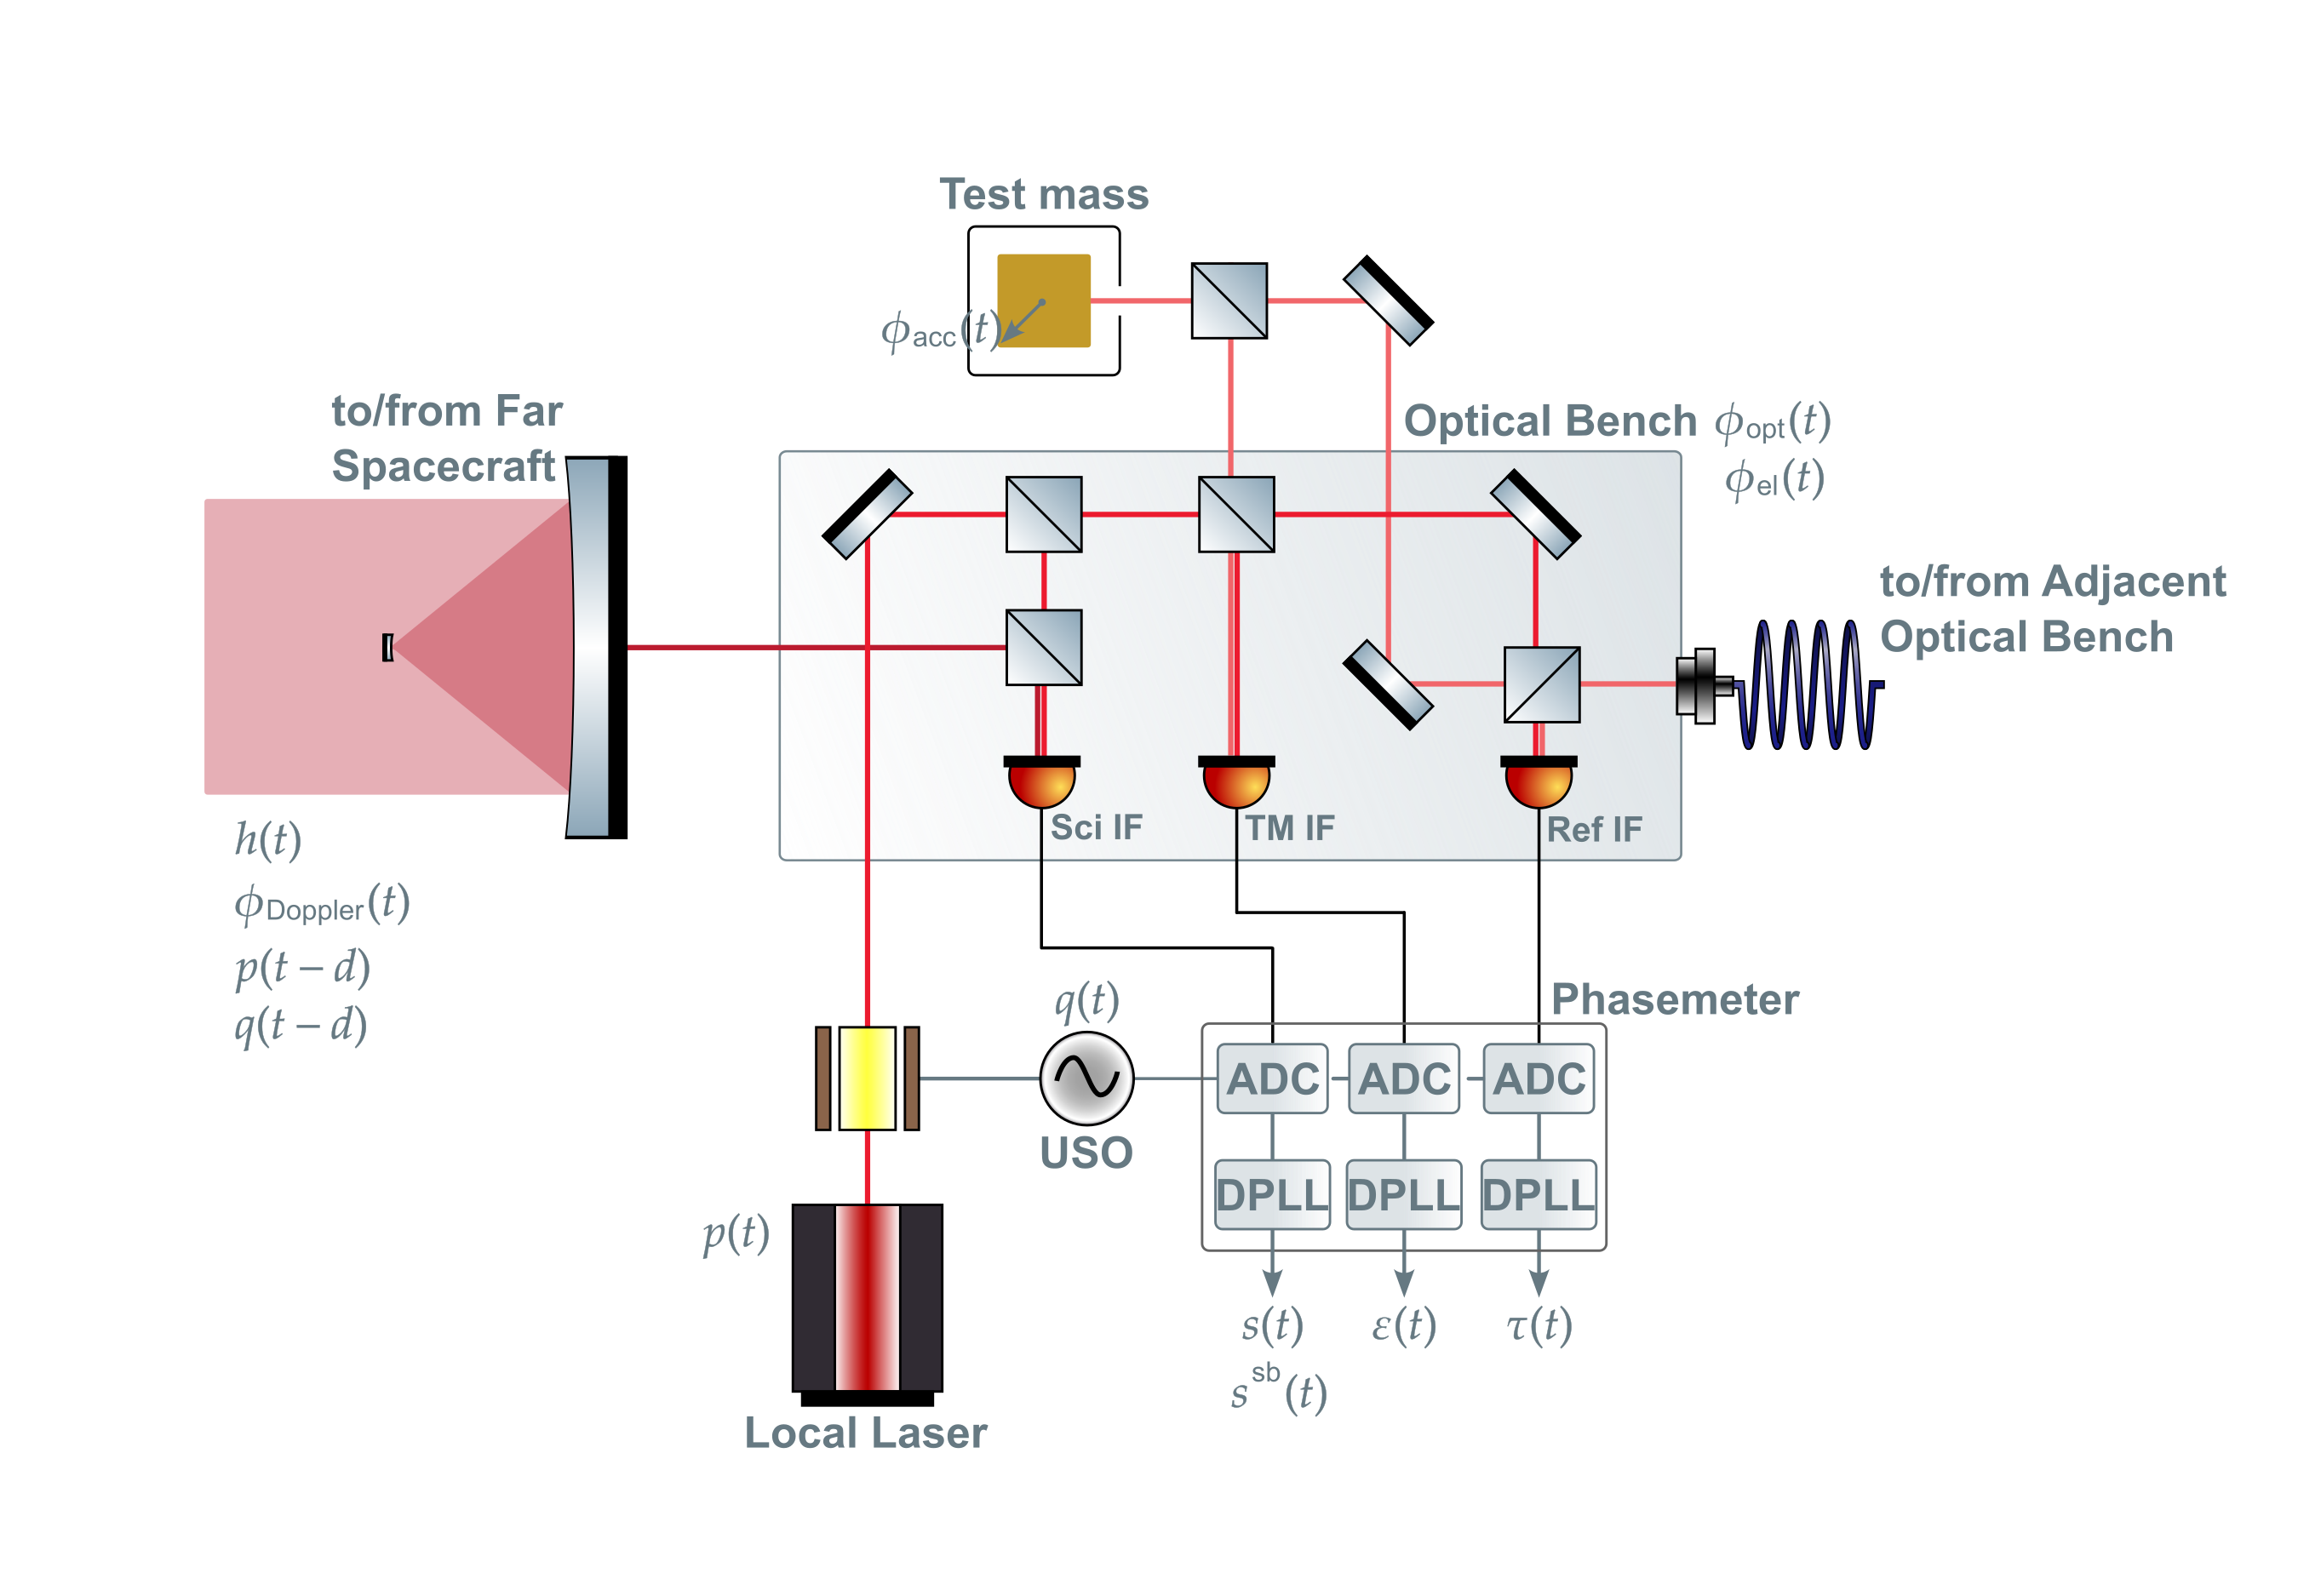 Test mass
ϕacc(t)
to/from Far
Spacecraft
Optical Bench ϕopt(t)
ϕel(t)
to/from Adjacent
Optical Bench
Sci IF
TM IF
Ref IF
h(t)
ϕDoppler(t)
p(t − d)
q(t − d)
q(t)
Phasemeter
ADC
ADC
ADC
USO
DPLL
DPLL
DPLL
p(t)
s(t)
ε(t)
τ(t)
s^sb(t)
Local Laser